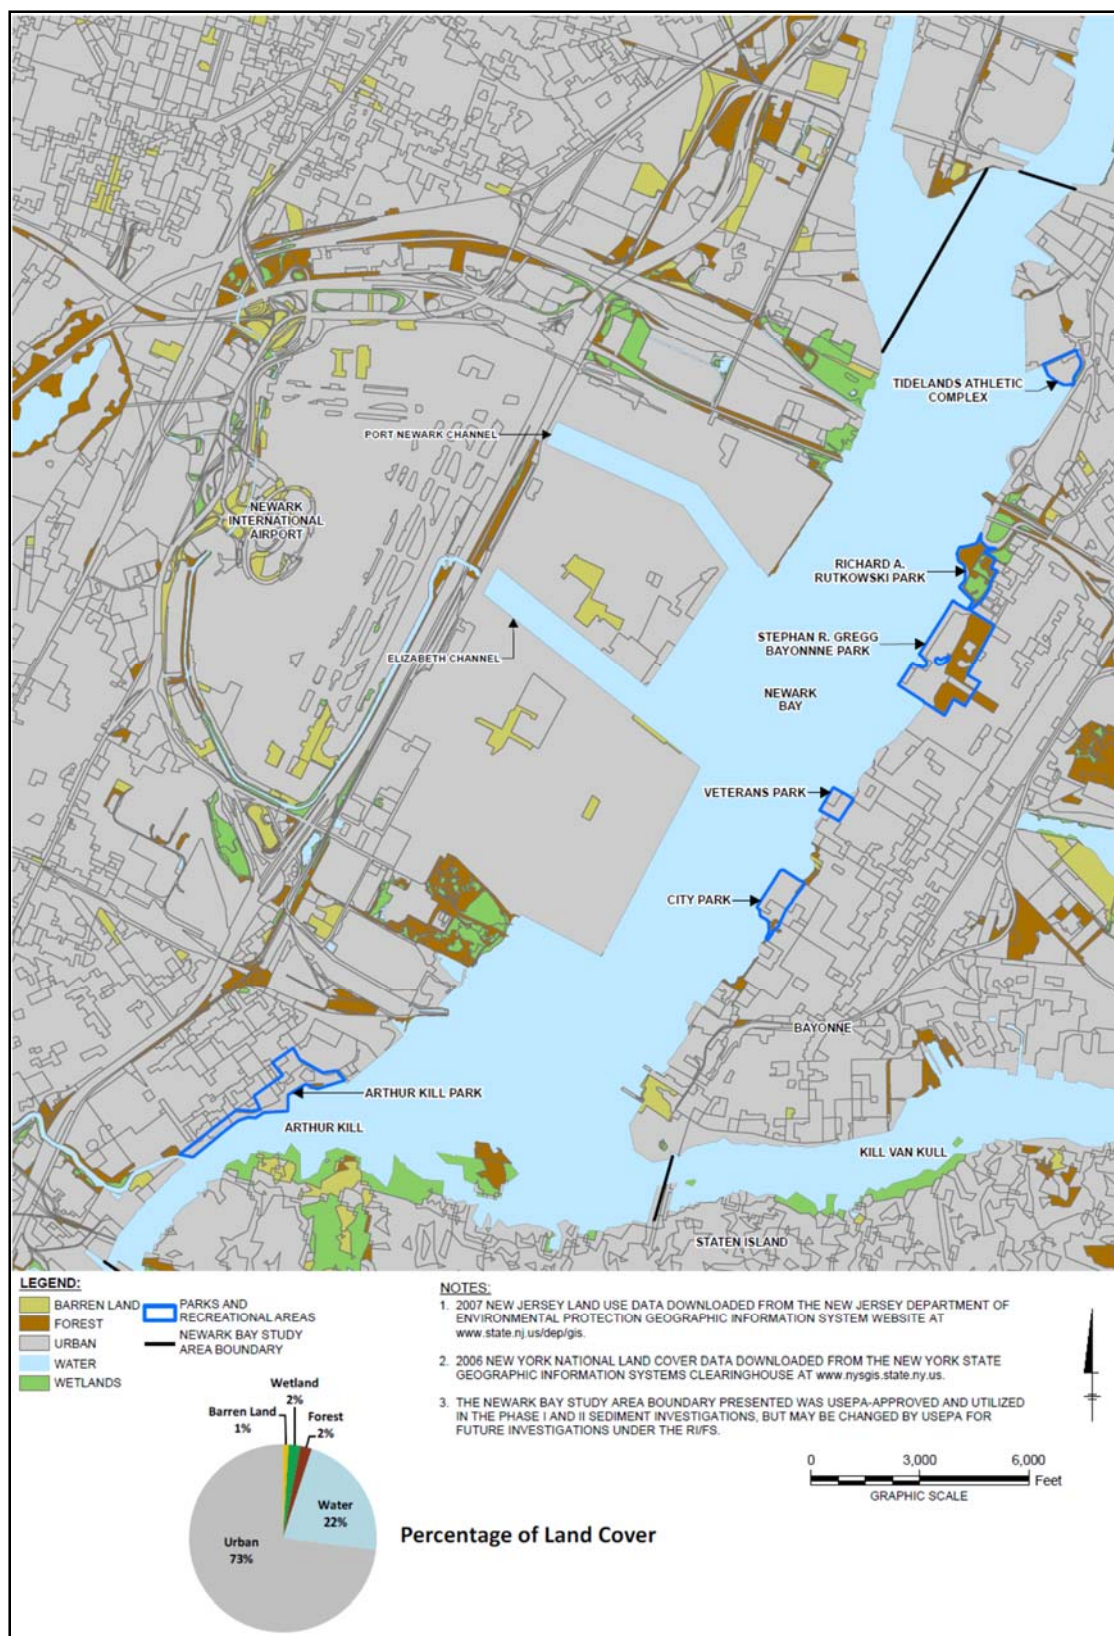 TIDELANDS ATHLETIC
COMPLEX
PORT NEWARK CHANNEL
NEWARK
INTERNATIONAL
AIRPORT
RICHARD A.
RUTKOWSKI PARK
STEPHAN R. GREGG
BAYONNNE PARK
ELIZABETH CHANNEL
NEWARK
BAY
VETERANS PARK
CITY PARK
BAYONNE
ARTHUR KILL PARK
ARTHUR KILL
KILL VAN KULL
STATEN ISLAND
LEGEND:
BARREN LAND
FOREST
URBAN
WATER
WETLANDS
PARKS AND
RECREATIONAL AREAS
NEWARK BAY STUDY
AREA BOUNDARY
NOTES:
1. 2007 NEW JERSEY LAND USE DATA DOWNLOADED FROM THE NEW JERSEY DEPARTMENT OF
ENVIRONMENTAL PROTECTION GEOGRAPHIC INFORMATION SYSTEM WEBSITE AT
www.state.nj.us/dep/gis.
2. 2006 NEW YORK NATIONAL LAND COVER DATA DOWNLOADED FROM THE NEW YORK STATE
GEOGRAPHIC INFORMATION SYSTEMS CLEARINGHOUSE AT www.nysgis.state.ny.us.
3. THE NEWARK BAY STUDY AREA BOUNDARY PRESENTED WAS USEPA-APPROVED AND UTILIZED
IN THE PHASE I AND II SEDIMENT INVESTIGATIONS, BUT MAY BE CHANGED BY USEPA FOR
FUTURE INVESTIGATIONS UNDER THE RI/FS.
0 3,000 6,000
Feet
GRAPHIC SCALE
Wetland
2%
Barren Land
1%
Forest
2%
Water
22%
Urban
73%
Percentage of Land Cover